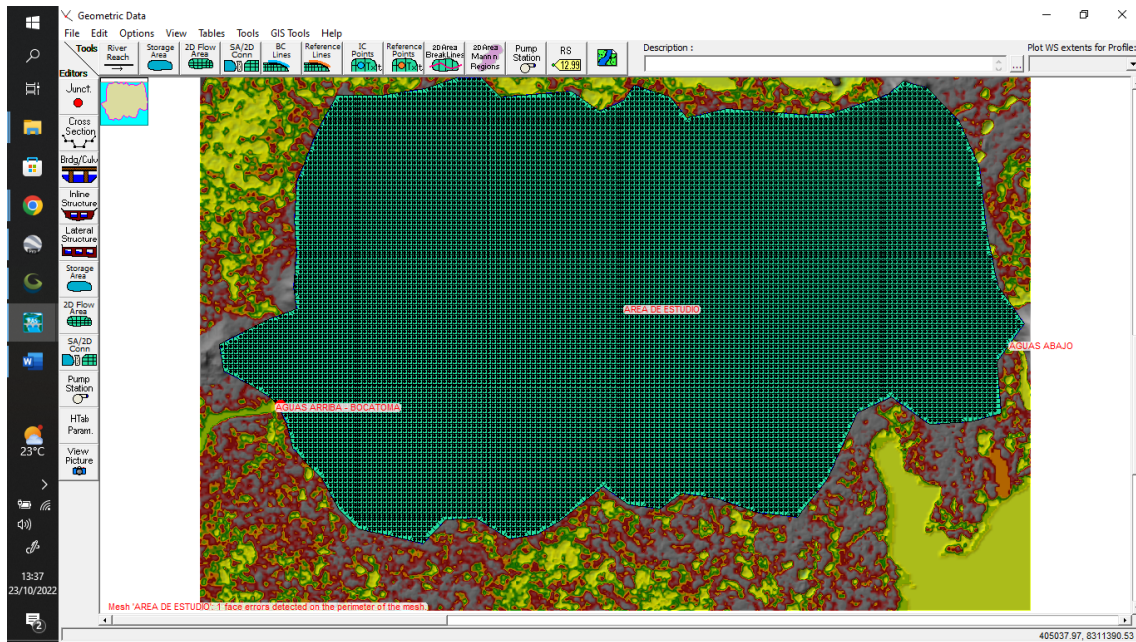 Geometric Data
File Edit Options View Tables Tools GIS Tools Help
Tools
River Reach
Storage Area
2D Flow Area
SA/2D Conn
BC Lines
Reference Lines
IC Points
Reference Points
2D Area BreakLines
2D Area Mann n Regions
Pump Station
RS
12.99
Description :
...
Plot WS extents for Profile:
Editors
Junct.
Cross Section
Brdg/Culv
Inline Structure
Lateral Structure
Storage Area
2D Flow Area
SA/2D Conn
Pump Station
HTab Param.
View Picture
AREA DE ESTUDIO
AGUAS ABAJO
AGUAS ARRIBA - BOCATOMA
Mesh 'AREA DE ESTUDIO': 1 face errors detected on the perimeter of the mesh.
23°C
13:37
23/10/2022
2
405037.97, 8311390.53